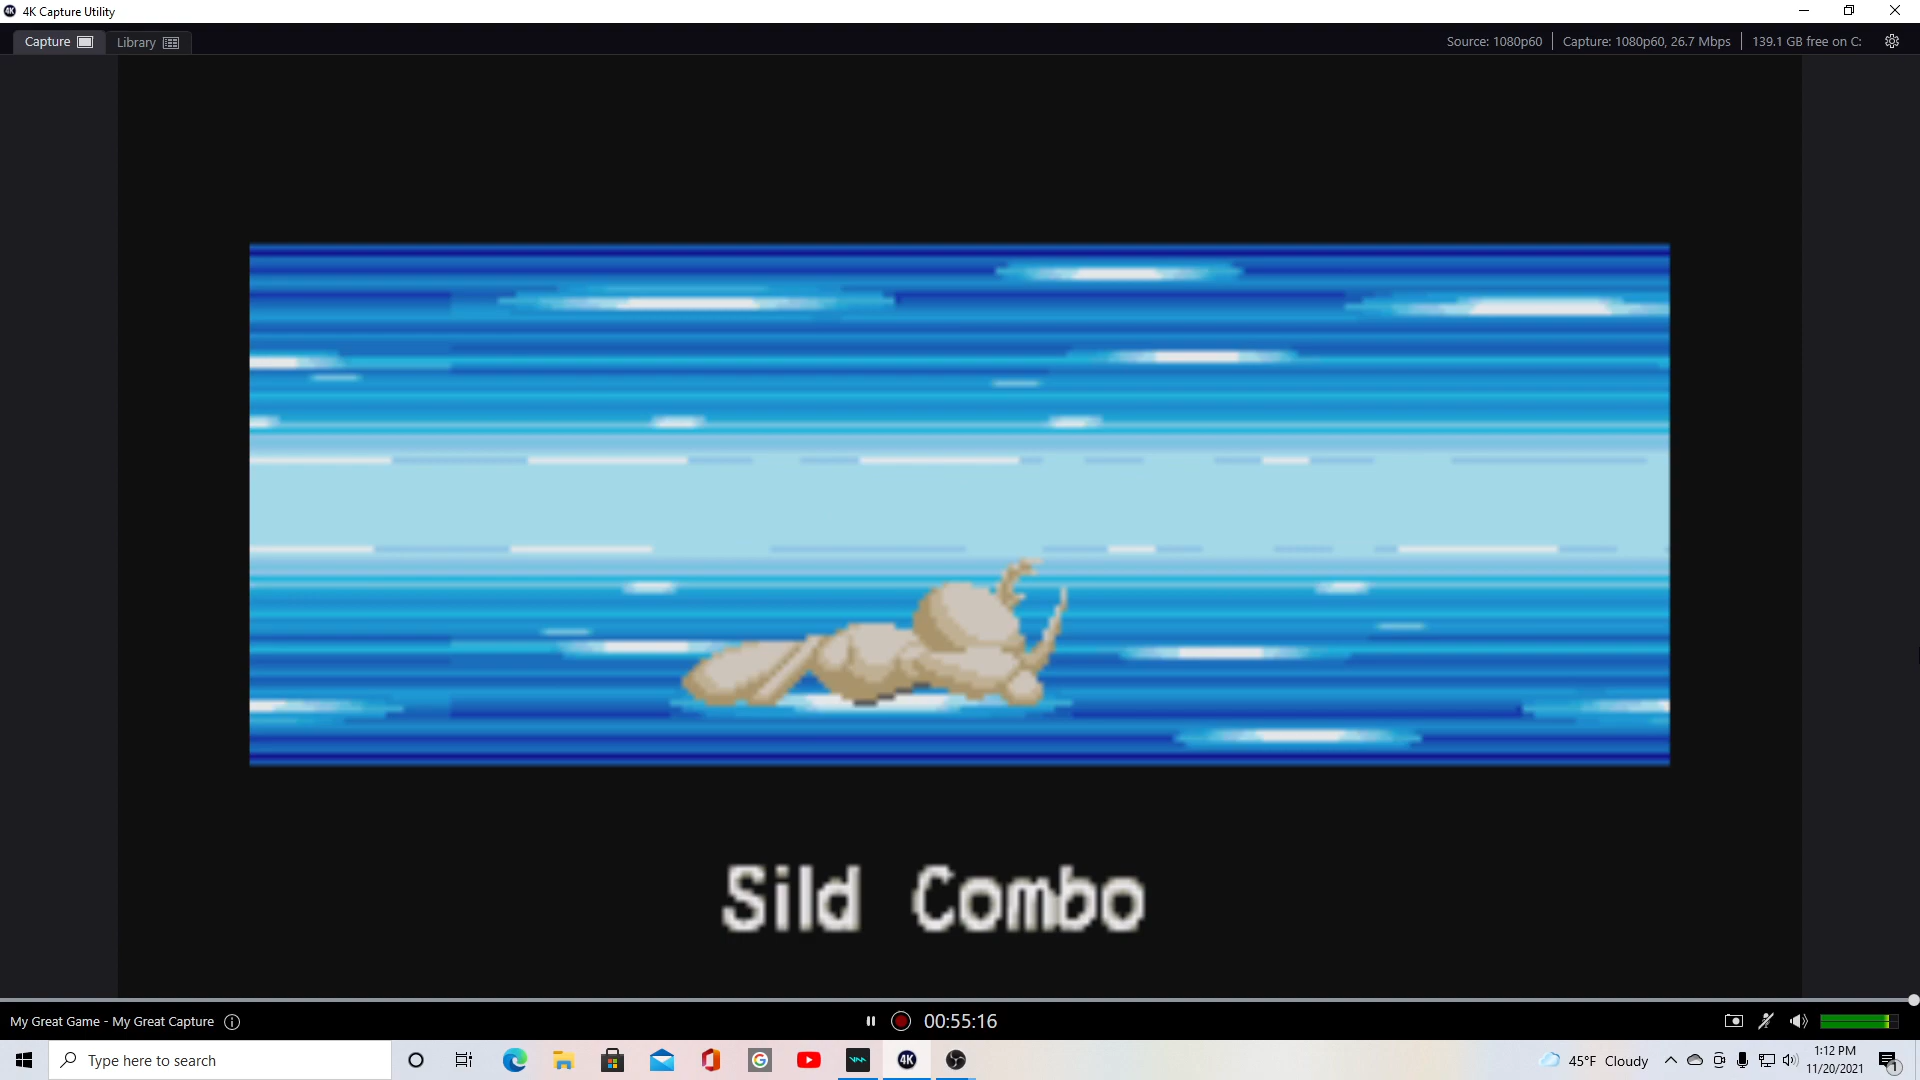 4K Capture Utility
Capture
Library
Source: 1080p60
Capture: 1080p60, 26.7 Mbps
139.1 GB free on C:
Sild Combo
My Great Game - My Great Capture
00:55:16
Type here to search
4K
45°F Cloudy
1:12 PM
11/20/2021
1